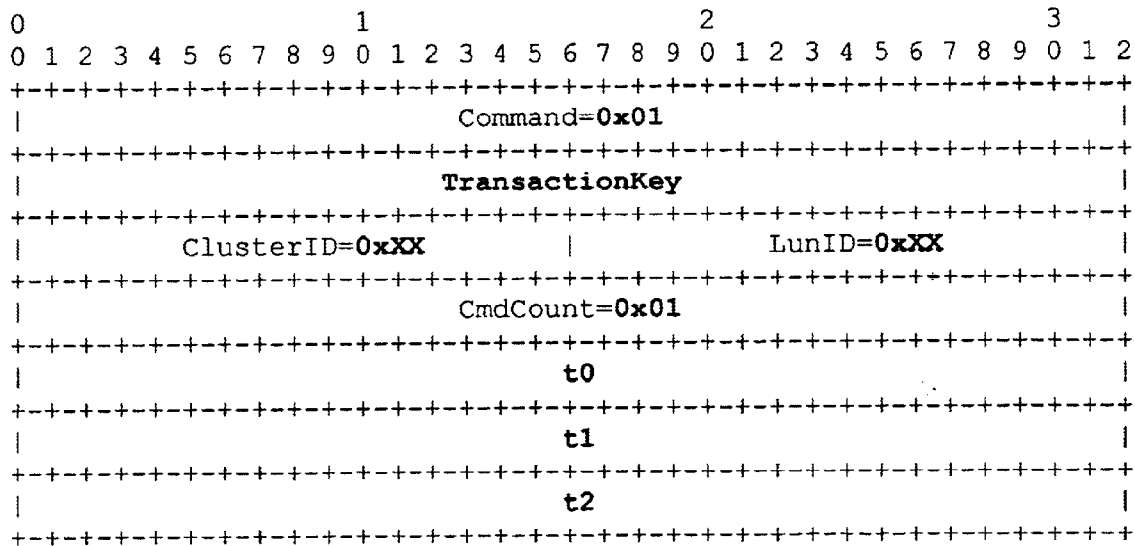 0 1 2 3
0 1 2 3 4 5 6 7 8 9 0 1 2 3 4 5 6 7 8 9 0 1 2 3 4 5 6 7 8 9 0 1 2
+-+-+-+-+-+-+-+-+-+-+-+-+-+-+-+-+-+-+-+-+-+-+-+-+-+-+-+-+-+-+-+-+
| Command=0x01 |
+-+-+-+-+-+-+-+-+-+-+-+-+-+-+-+-+-+-+-+-+-+-+-+-+-+-+-+-+-+-+-+-+
| TransactionKey |
+-+-+-+-+-+-+-+-+-+-+-+-+-+-+-+-+-+-+-+-+-+-+-+-+-+-+-+-+-+-+-+-+
| ClusterID=0xXX | LunID=0xXX |
+-+-+-+-+-+-+-+-+-+-+-+-+-+-+-+-+-+-+-+-+-+-+-+-+-+-+-+-+-+-+-+-+
| CmdCount=0x01 |
+-+-+-+-+-+-+-+-+-+-+-+-+-+-+-+-+-+-+-+-+-+-+-+-+-+-+-+-+-+-+-+-+
| t0 |
+-+-+-+-+-+-+-+-+-+-+-+-+-+-+-+-+-+-+-+-+-+-+-+-+-+-+-+-+-+-+-+-+
| t1 |
+-+-+-+-+-+-+-+-+-+-+-+-+-+-+-+-+-+-+-+-+-+-+-+-+-+-+-+-+-+-+-+-+
| t2 |
+-+-+-+-+-+-+-+-+-+-+-+-+-+-+-+-+-+-+-+-+-+-+-+-+-+-+-+-+-+-+-+-+